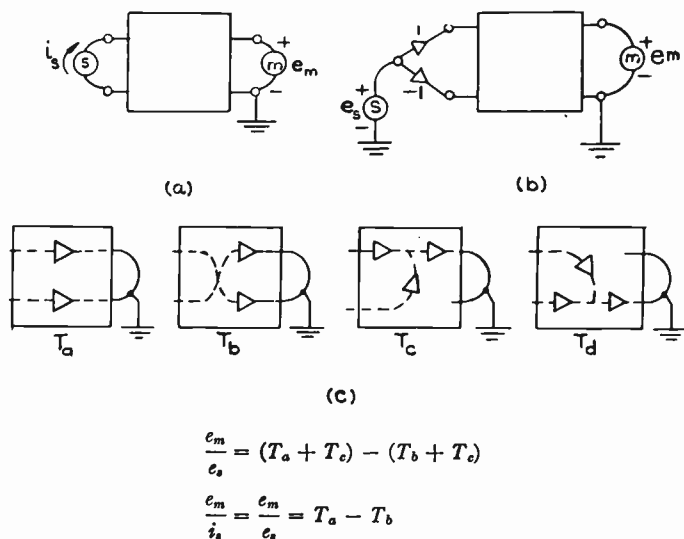 i_s S m + e_m -
1 -1 e_s + S - m + em -
(a) (b)
T_a T_b T_c T_d
(c)
e_m/e_s = (T_a + T_c) − (T_b + T_c)
e_m/i_s = e_m/e_s = T_a − T_b